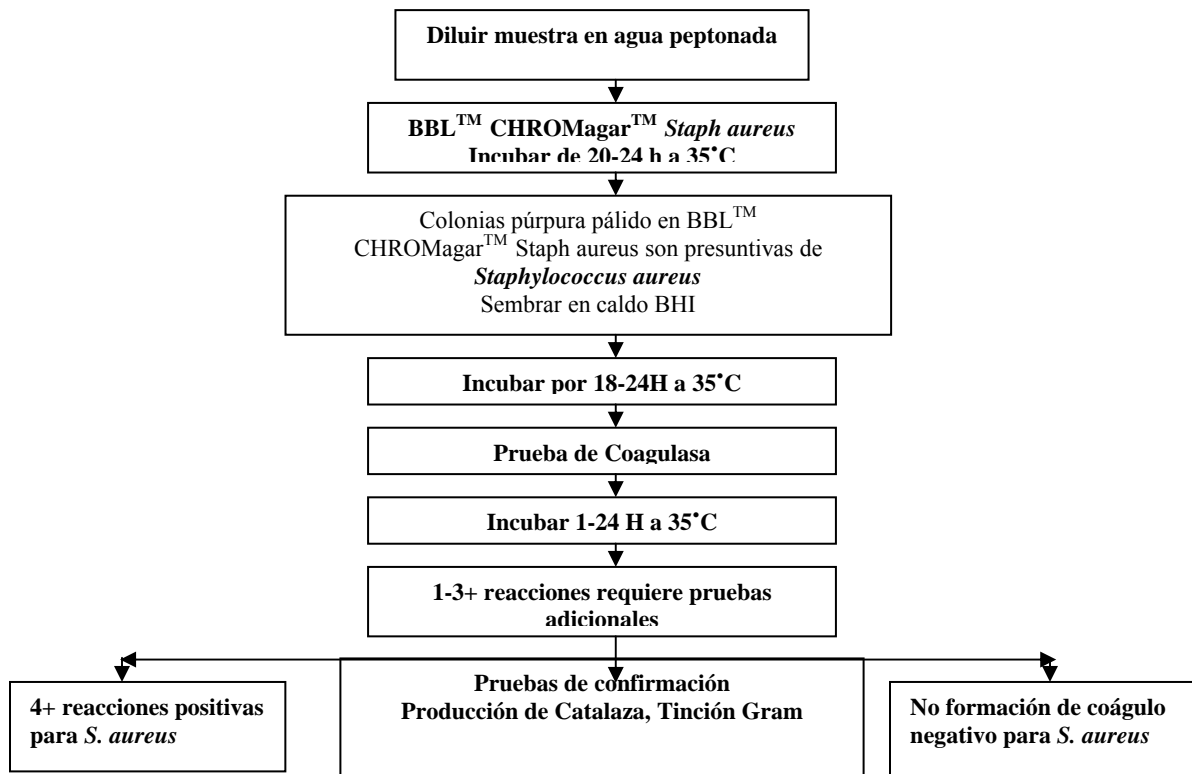 Diluir muestra en agua peptonada
BBL™ CHROMagar™ Staph aureus
Incubar de 20-24 h a 35°C
Colonias púrpura pálido en BBL™
CHROMagar™ Staph aureus son presuntivas de
Staphylococcus aureus
Sembrar en caldo BHI
Incubar por 18-24H a 35°C
Prueba de Coagulasa
Incubar 1-24 H a 35°C
1-3+ reacciones requiere pruebas
adicionales
4+ reacciones positivas
para S. aureus
Pruebas de confirmación
Producción de Catalaza, Tinción Gram
No formación de coágulo
negativo para S. aureus